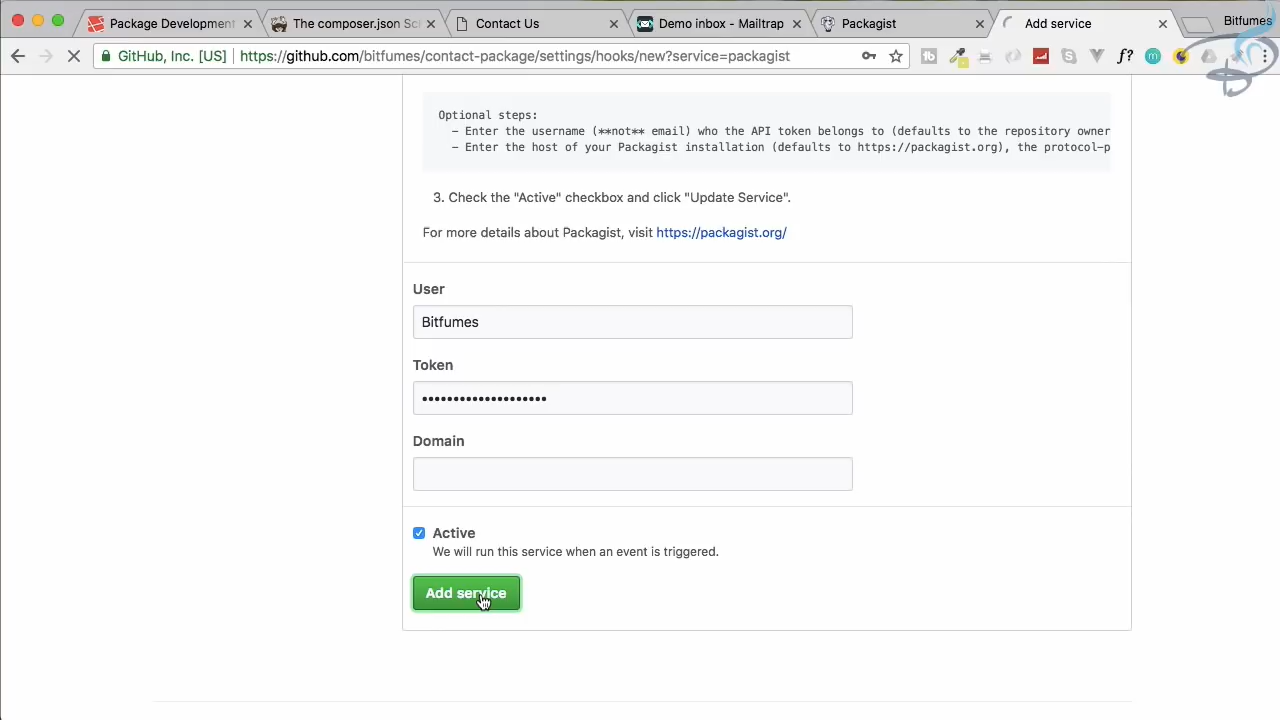 Package Development
The composer.json Sc
Contact Us
Demo inbox - Mailtrap
Packagist
Add service
Bitfumes
GitHub, Inc. [US]
https://github.com/bitfumes/contact-package/settings/hooks/new?service=packagist
f?
Optional steps:
- Enter the username (**not** email) who the API token belongs to (defaults to the repository owner
- Enter the host of your Packagist installation (defaults to https://packagist.org), the protocol-p
3. Check the "Active" checkbox and click "Update Service".
For more details about Packagist, visit https://packagist.org/
User
Bitfumes
Token
••••••••••••••••••••
Domain
Active
We will run this service when an event is triggered.
Add service